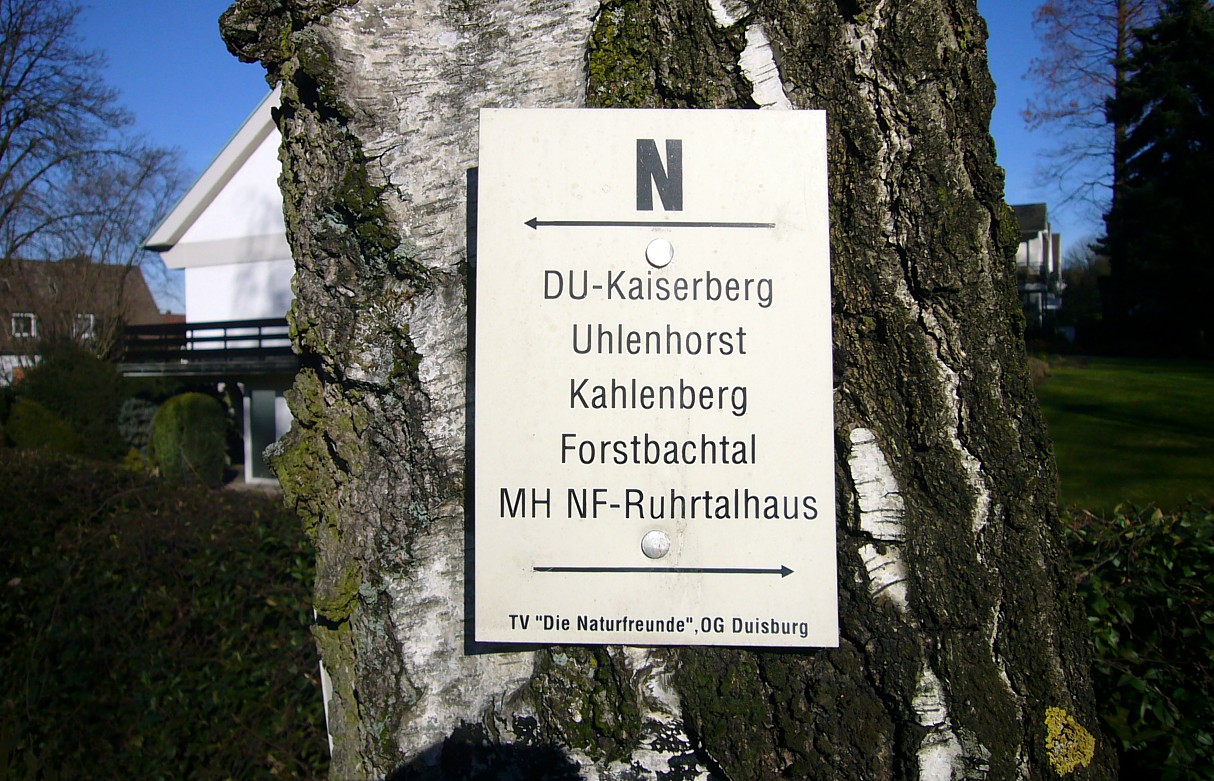 N
DU-Kaiserberg
Uhlenhorst
Kahlenberg
Forstbachtal
MH NF-Ruhrtalhaus
TV "Die Naturfreunde",OG Duisburg